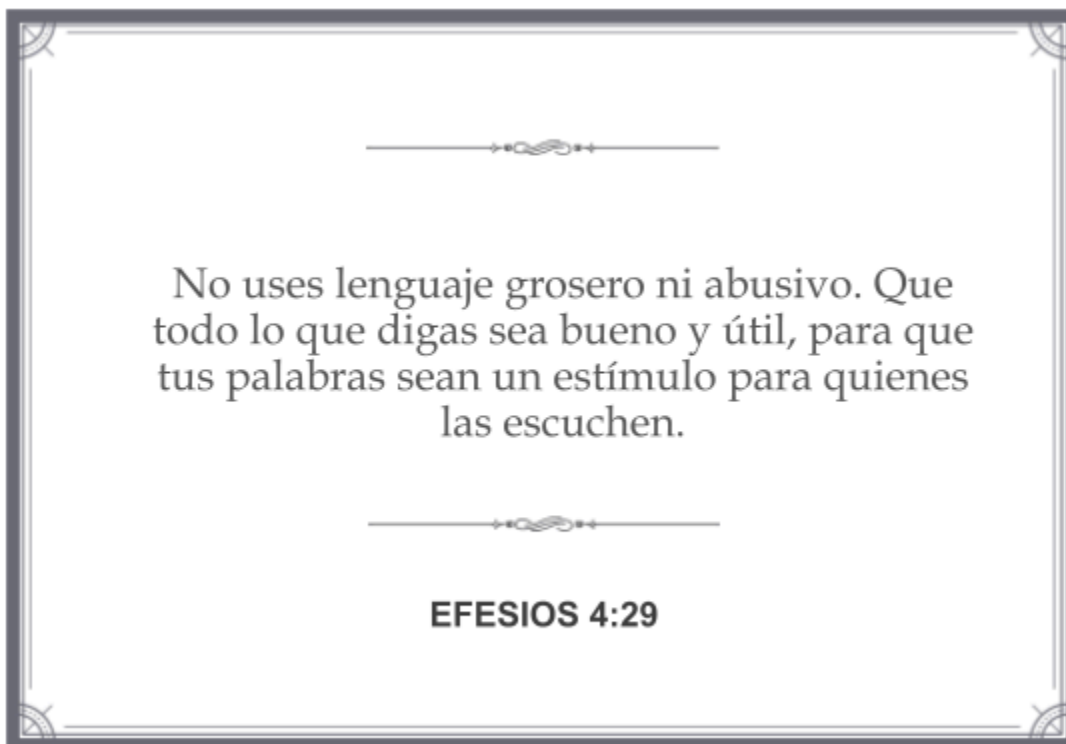 No uses lenguaje grosero ni abusivo. Que
todo lo que digas sea bueno y útil, para que
tus palabras sean un estímulo para quienes
las escuchen.
EFESIOS 4:29